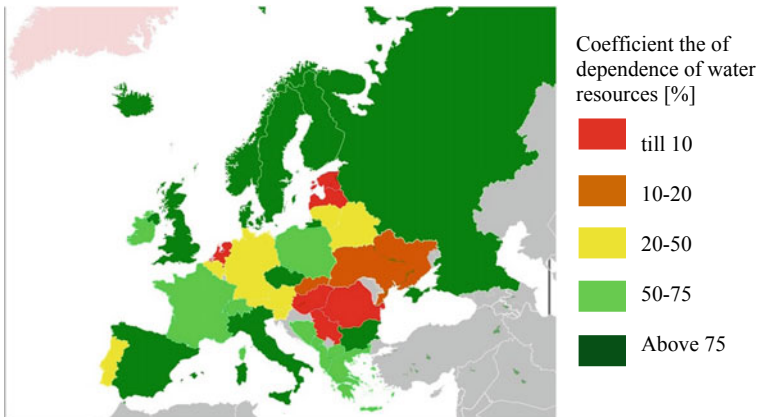 Coefficient the of
dependence of water
resources [%]
till 10
10-20
20-50
50-75
Above 75